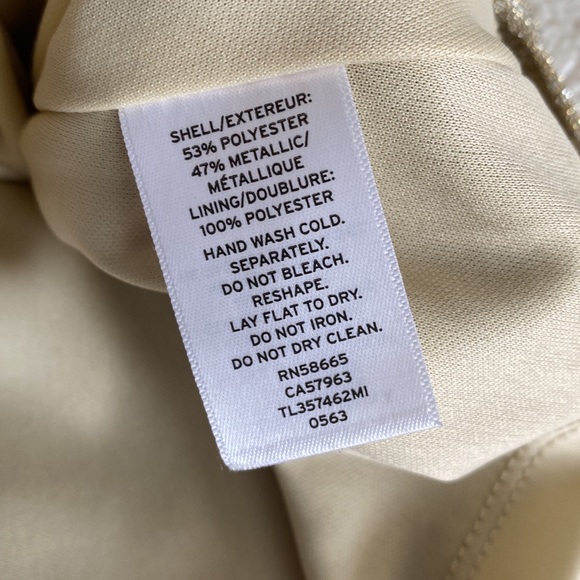 SHELL/EXTEREUR:
53% POLYESTER
47% METALLIC/
MÉTALLIQUE
LINING/DOUBLURE:
100% POLYESTER
HAND WASH COLD.
SEPARATELY.
DO NOT BLEACH.
RESHAPE.
LAY FLAT TO DRY.
DO NOT IRON.
DO NOT DRY CLEAN.
RN58665
CA57963
TL357462MI
0563